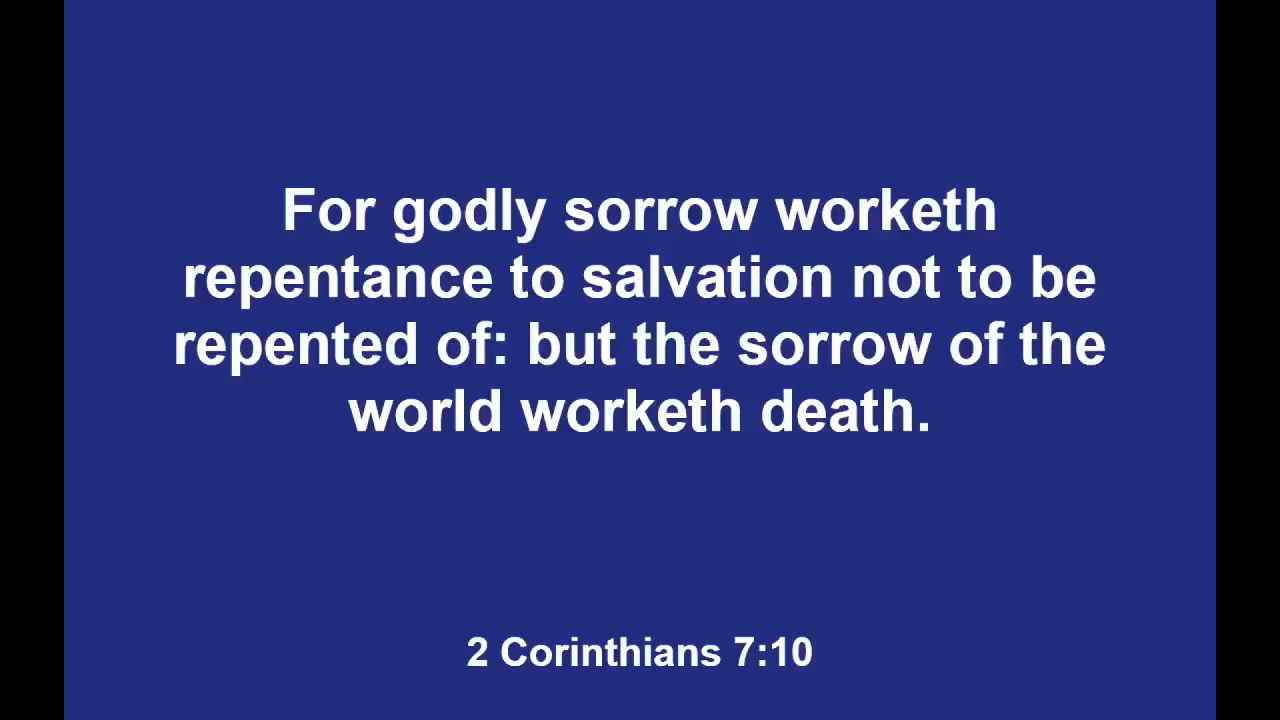 For godly sorrow worketh
repentance to salvation not to be
repented of: but the sorrow of the
world worketh death.
2 Corinthians 7:10